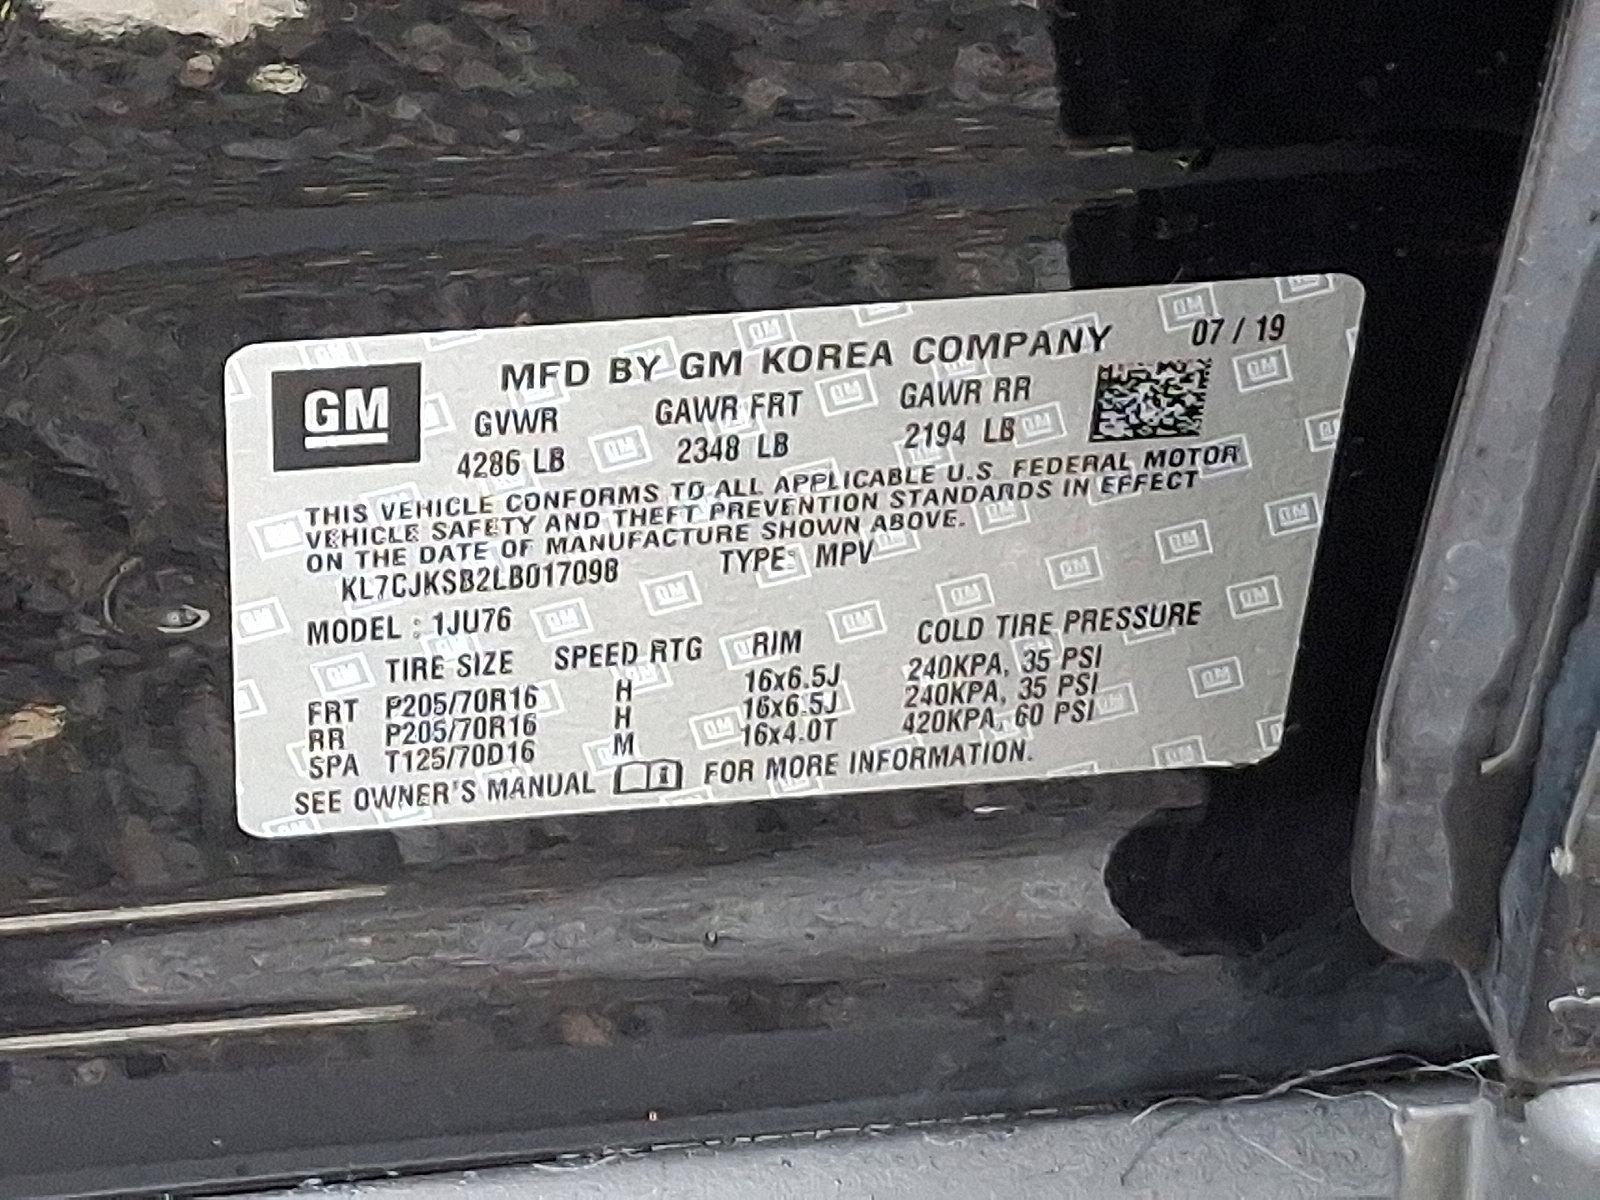 MFD BY GM KOREA COMPANY 07 / 19
GM
GVWR GAWR FRT GAWR RR
4286 LB 2348 LB 2194 LB
THIS VEHICLE CONFORMS TO ALL APPLICABLE U.S. FEDERAL MOTOR
VEHICLE SAFETY AND THEFT PREVENTION STANDARDS IN EFFECT
ON THE DATE OF MANUFACTURE SHOWN ABOVE.
KL7CJKSB2LB017098 TYPE: MPV
MODEL : 1JU76
TIRE SIZE SPEED RTG RIM COLD TIRE PRESSURE
FRT P205/70R16 H 16x6.5J 240KPA, 35 PSI
RR P205/70R16 H 16x6.5J 240KPA, 35 PSI
SPA T125/70D16 M 16x4.0T 420KPA, 60 PSI
SEE OWNER'S MANUAL FOR MORE INFORMATION.